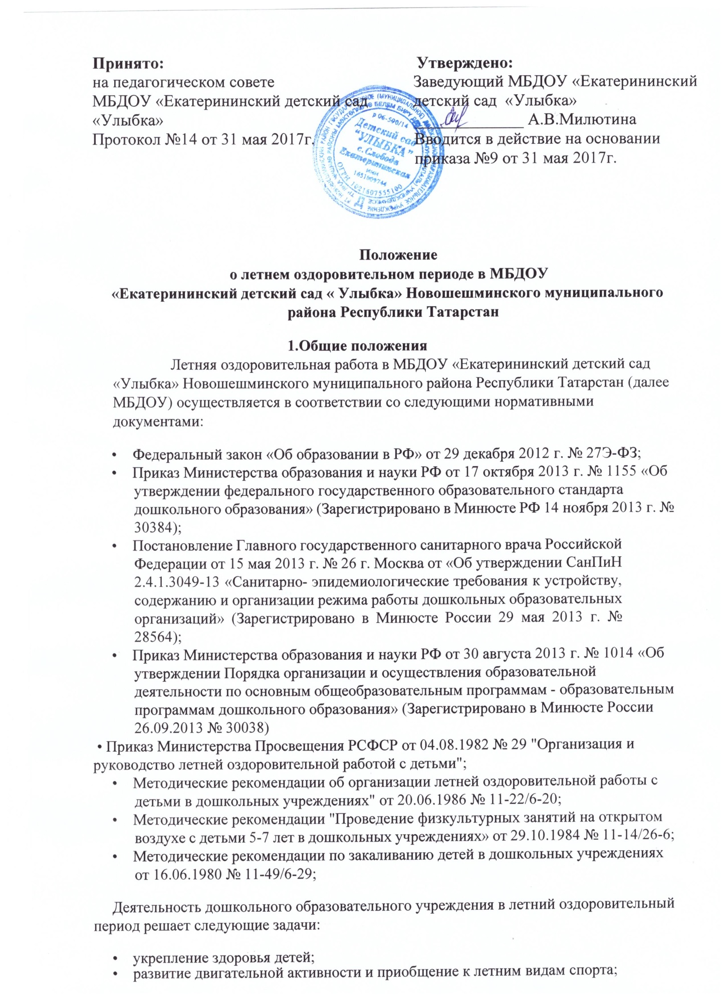 Принято:
на педагогическом совете
МБДОУ «Екатерининский детский сад
«Улыбка»
Протокол №14 от 31 мая 2017г.
Утверждено:
Заведующий МБДОУ «Екатерининский
детский сад «Улыбка»
_____________ А.В.Милютина
Вводится в действие на основании
приказа №9 от 31 мая 2017г.
р 06-590/14
Детский сад
"УЛЫБКА"
с.Слобода
Екатерининская
ИНН
1631009744
ОГРН 1021607555100
Положение
о летнем оздоровительном периоде в МБДОУ
«Екатерининский детский сад « Улыбка» Новошешминского муниципального
района Республики Татарстан
1.Общие положения
Летняя оздоровительная работа в МБДОУ «Екатерининский детский сад
«Улыбка» Новошешминского муниципального района Республики Татарстан (далее
МБДОУ) осуществляется в соответствии со следующими нормативными
документами:
• Федеральный закон «Об образовании в РФ» от 29 декабря 2012 г. № 27Э-ФЗ;
• Приказ Министерства образования и науки РФ от 17 октября 2013 г. № 1155 «Об
утверждении федерального государственного образовательного стандарта
дошкольного образования» (Зарегистрировано в Минюсте РФ 14 ноября 2013 г. №
30384);
• Постановление Главного государственного санитарного врача Российской
Федерации от 15 мая 2013 г. № 26 г. Москва от «Об утверждении СанПиН
2.4.1.3049-13 «Санитарно- эпидемиологические требования к устройству,
содержанию и организации режима работы дошкольных образовательных
организаций» (Зарегистрировано в Минюсте России 29 мая 2013 г. №
28564);
• Приказ Министерства образования и науки РФ от 30 августа 2013 г. № 1014 «Об
утверждении Порядка организации и осуществления образовательной
деятельности по основным общеобразовательным программам - образовательным
программам дошкольного образования» (Зарегистрировано в Минюсте России
26.09.2013 № 30038)
• Приказ Министерства Просвещения РСФСР от 04.08.1982 № 29 "Организация и
руководство летней оздоровительной работой с детьми";
• Методические рекомендации об организации летней оздоровительной работы с
детьми в дошкольных учреждениях" от 20.06.1986 № 11-22/6-20;
• Методические рекомендации "Проведение физкультурных занятий на открытом
воздухе с детьми 5-7 лет в дошкольных учреждениях» от 29.10.1984 № 11-14/26-6;
• Методические рекомендации по закаливанию детей в дошкольных учреждениях
от 16.06.1980 № 11-49/6-29;
Деятельность дошкольного образовательного учреждения в летний оздоровительный
период решает следующие задачи:
• укрепление здоровья детей;
• развитие двигательной активности и приобщение к летним видам спорта;